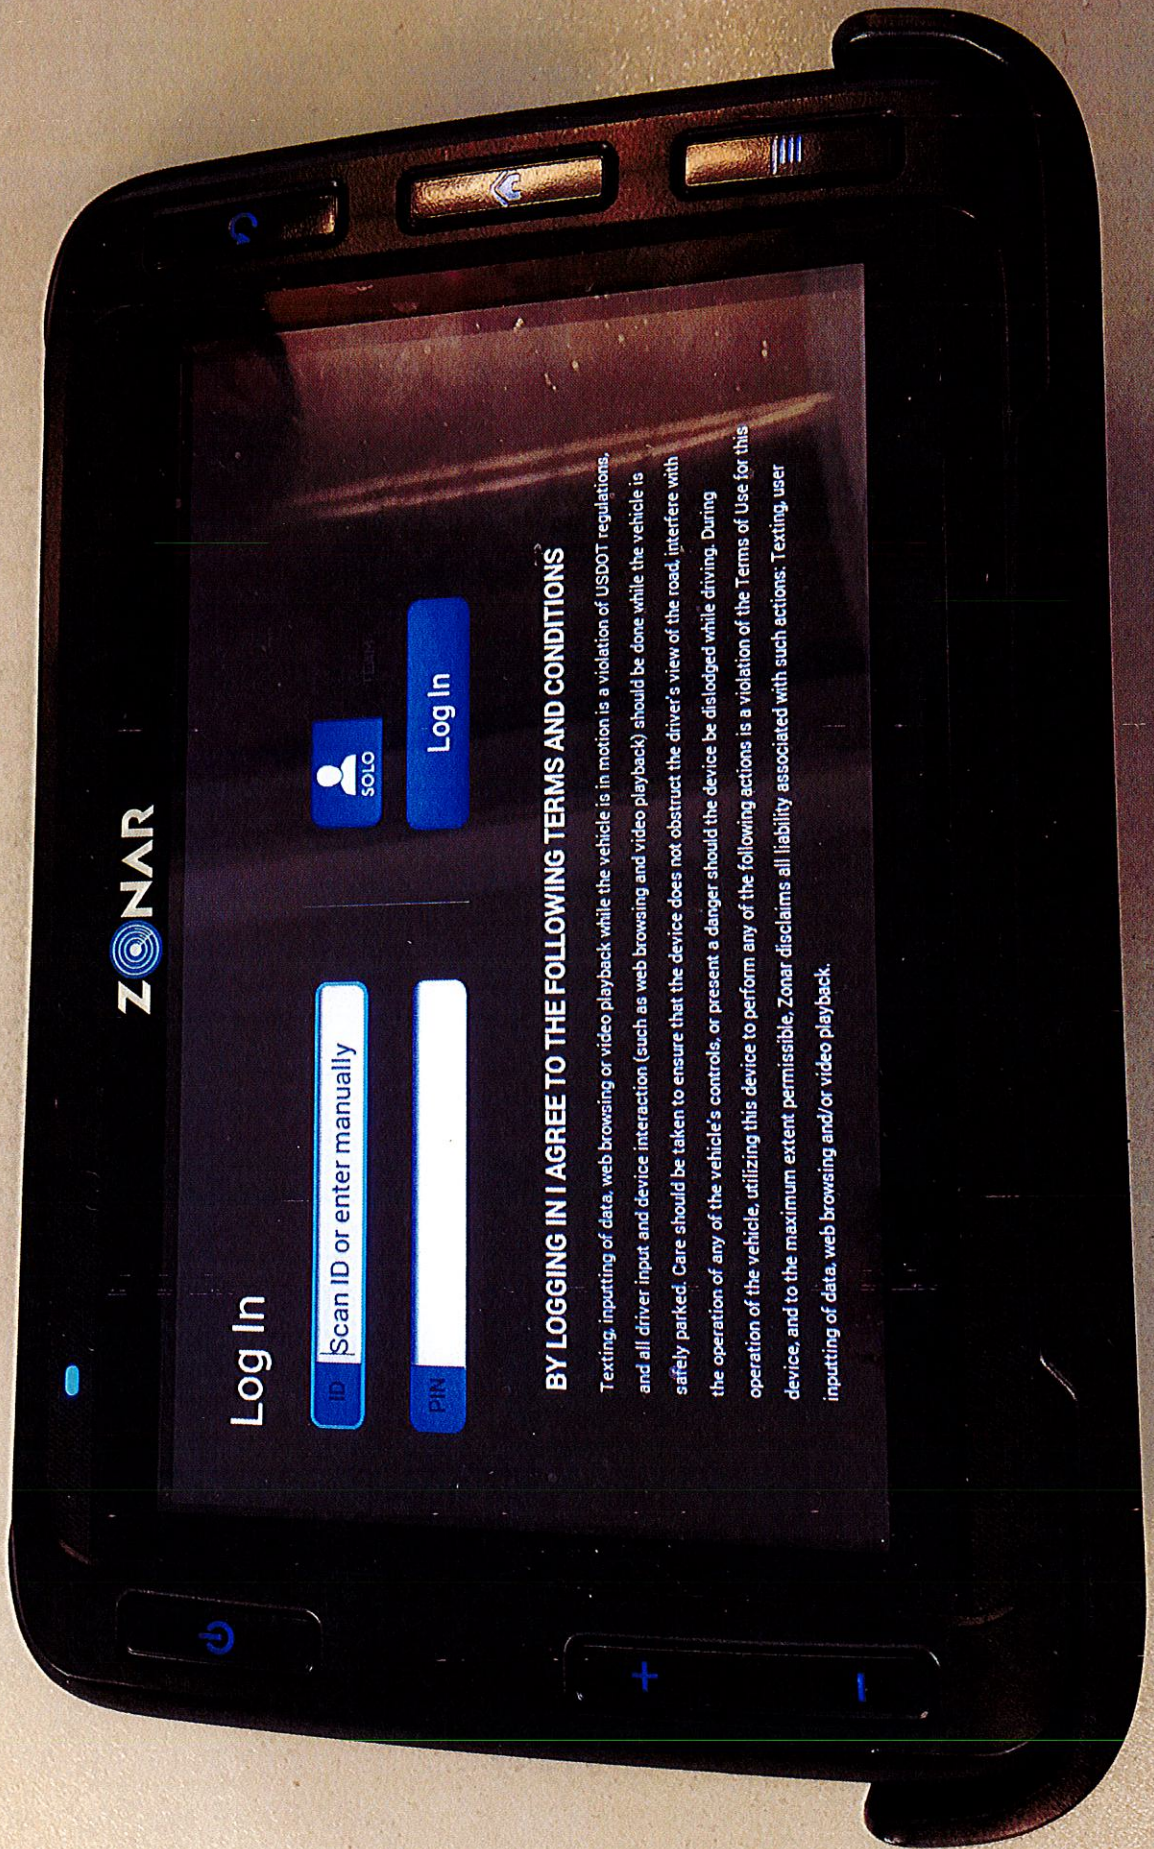 ZONAR
Log In
ID Scan ID or enter manually
SOLO
TEAM
PIN
Log In
BY LOGGING IN I AGREE TO THE FOLLOWING TERMS AND CONDITIONS
Texting, inputting of data, web browsing or video playback while the vehicle is in motion is a violation of USDOT regulations,
and all driver input and device interaction (such as web browsing and video playback) should be done while the vehicle is
safely parked. Care should be taken to ensure that the device does not obstruct the driver's view of the road, interfere with
the operation of any of the vehicle's controls, or present a danger should the device be dislodged while driving. During
operation of the vehicle, utilizing this device to perform any of the following actions is a violation of the Terms of Use for this
device, and to the maximum extent permissible, Zonar disclaims all liability associated with such actions: Texting, user
inputting of data, web browsing and/or video playback.